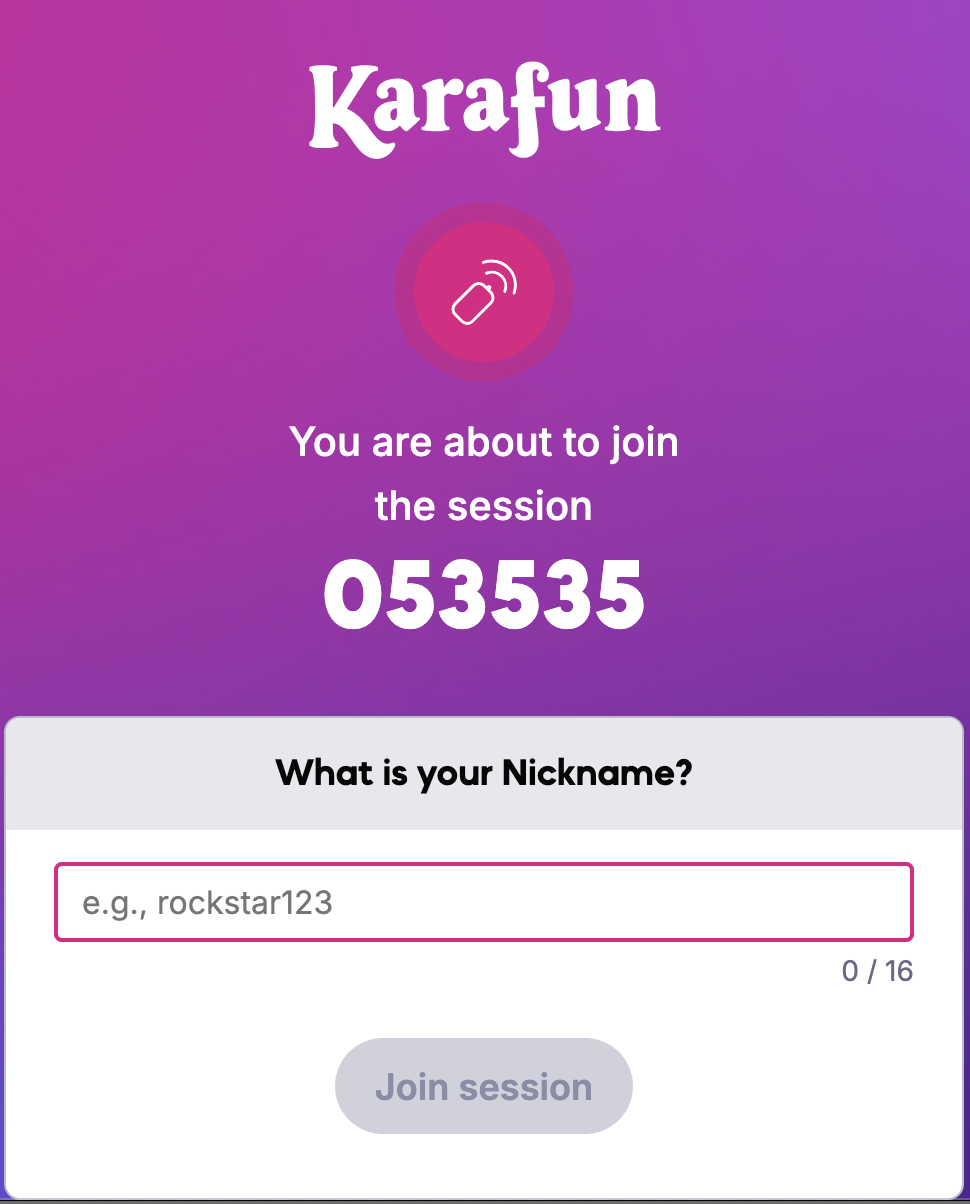 Karafun
You are about to join
the session
053535
What is your Nickname?
e.g., rockstar123
0 / 16
Join session